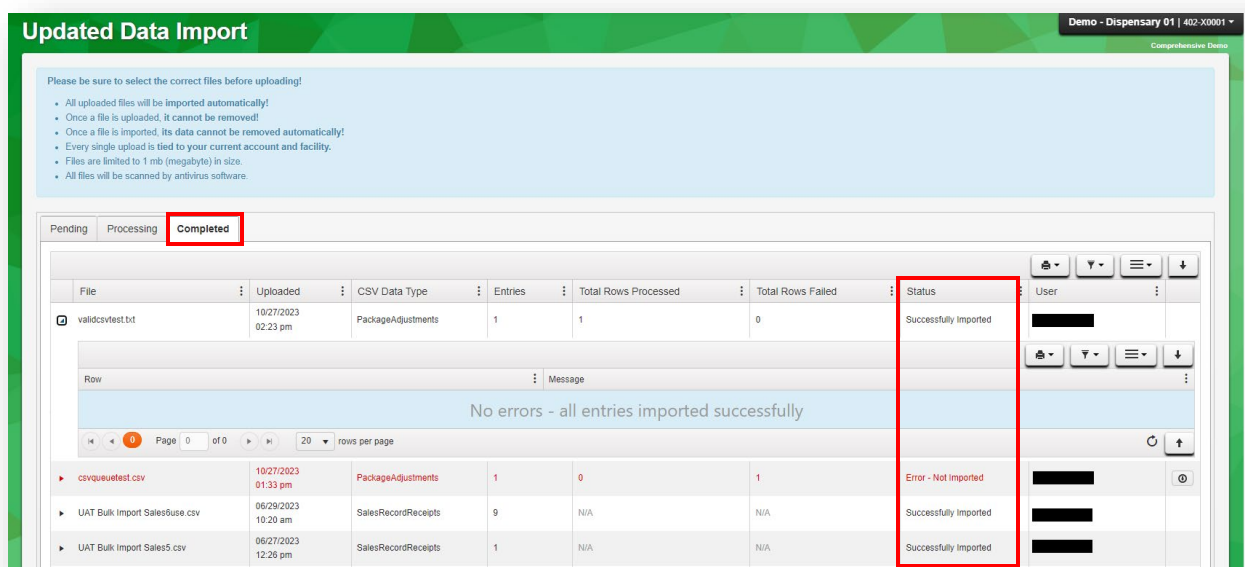 Updated Data Import
Demo - Dispensary 01 | 402-X0001
Comprehensive Demo
Please be sure to select the correct files before uploading!
All uploaded files will be imported automatically!
Once a file is uploaded, it cannot be removed!
Once a file is imported, its data cannot be removed automatically!
Every single upload is tied to your current account and facility.
Files are limited to 1 mb (megabyte) in size.
All files will be scanned by antivirus software.
Pending Processing Completed
File Uploaded CSV Data Type Entries Total Rows Processed Total Rows Failed Status User
validcsvtest.txt 10/27/2023 02:23 pm PackageAdjustments 1 1 0 Successfully Imported
Row Message
No errors - all entries imported successfully
0 Page 0 of 0 20 rows per page
csvqueuetest.csv 10/27/2023 01:33 pm PackageAdjustments 1 0 1 Error - Not Imported
UAT Bulk Import Sales6use.csv 06/29/2023 10:20 am SalesRecordReceipts 9 N/A N/A Successfully Imported
UAT Bulk Import Sales5.csv 06/27/2023 12:26 pm SalesRecordReceipts 1 N/A N/A Successfully Imported